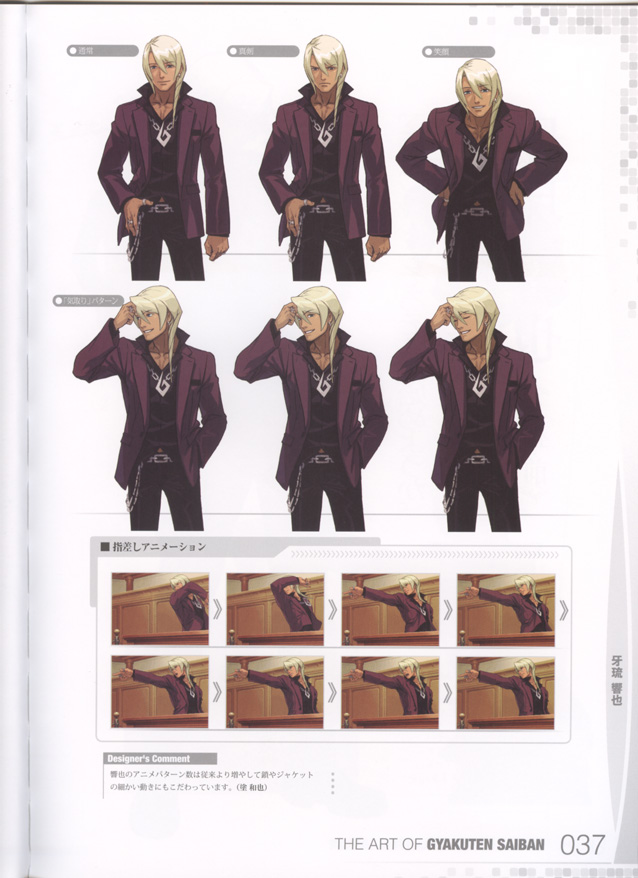 通常
真剣
笑顔
「気取り」パターン
■指差しアニメーション
牙琉 響也
Designer's Comment
響也のアニメパターン数は従来より増やして鎖やジャケット
の細かい動きにもこだわっています。(塗 和也)
THE ART OF GYAKUTEN SAIBAN 037